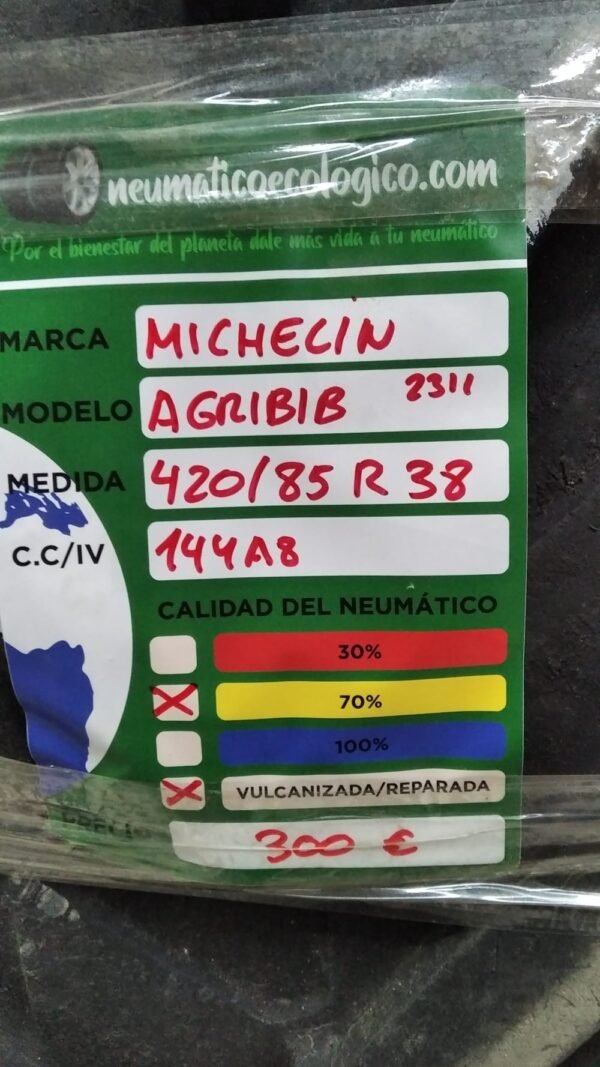 neumaticoecologico.com
Por el bienestar del planeta dale más vida a tu neumático
MARCA MICHELIN
MODELO AGRIBIB 2311
MEDIDA 420/85 R 38
C.C/IV 144A8
CALIDAD DEL NEUMÁTICO
30%
X 70%
100%
X VULCANIZADA/REPARADA
300 €